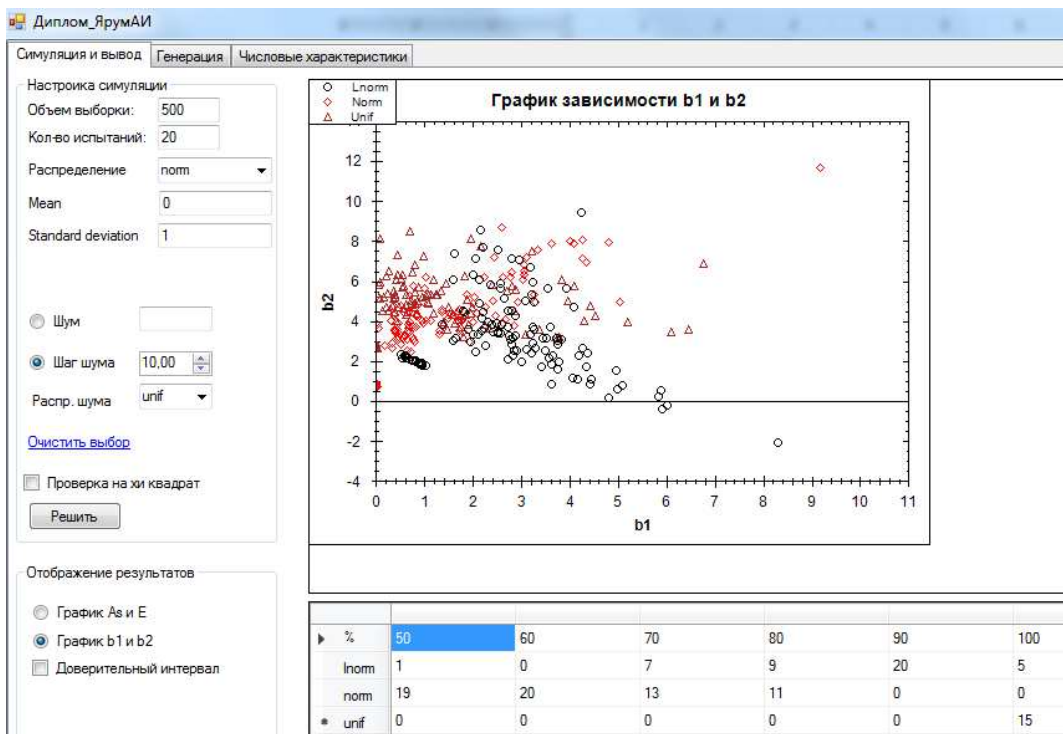 Диплом_ЯрумАИ
Симуляция и вывод Генерация Числовые характеристики
Настройка симуляции
Объем выборки: 500
Кол-во испытаний: 20
Распределение norm
Mean 0
Standard deviation 1
Шум
Шаг шума 10,00
Распр. шума unif
Очистить выбор
Проверка на хи квадрат
Решить
Отображение результатов
График As и E
График b1 и b2
Доверительный интервал
Lnorm
Norm
Unif
График зависимости b1 и b2
14
12
10
8
6
4
2
0
-2
-4
b2
0 1 2 3 4 5 6 7 8 9 10 11
b1
% 50 60 70 80 90 100
lnorm 1 0 7 9 20 5
norm 19 20 13 11 0 0
unif 0 0 0 0 0 15